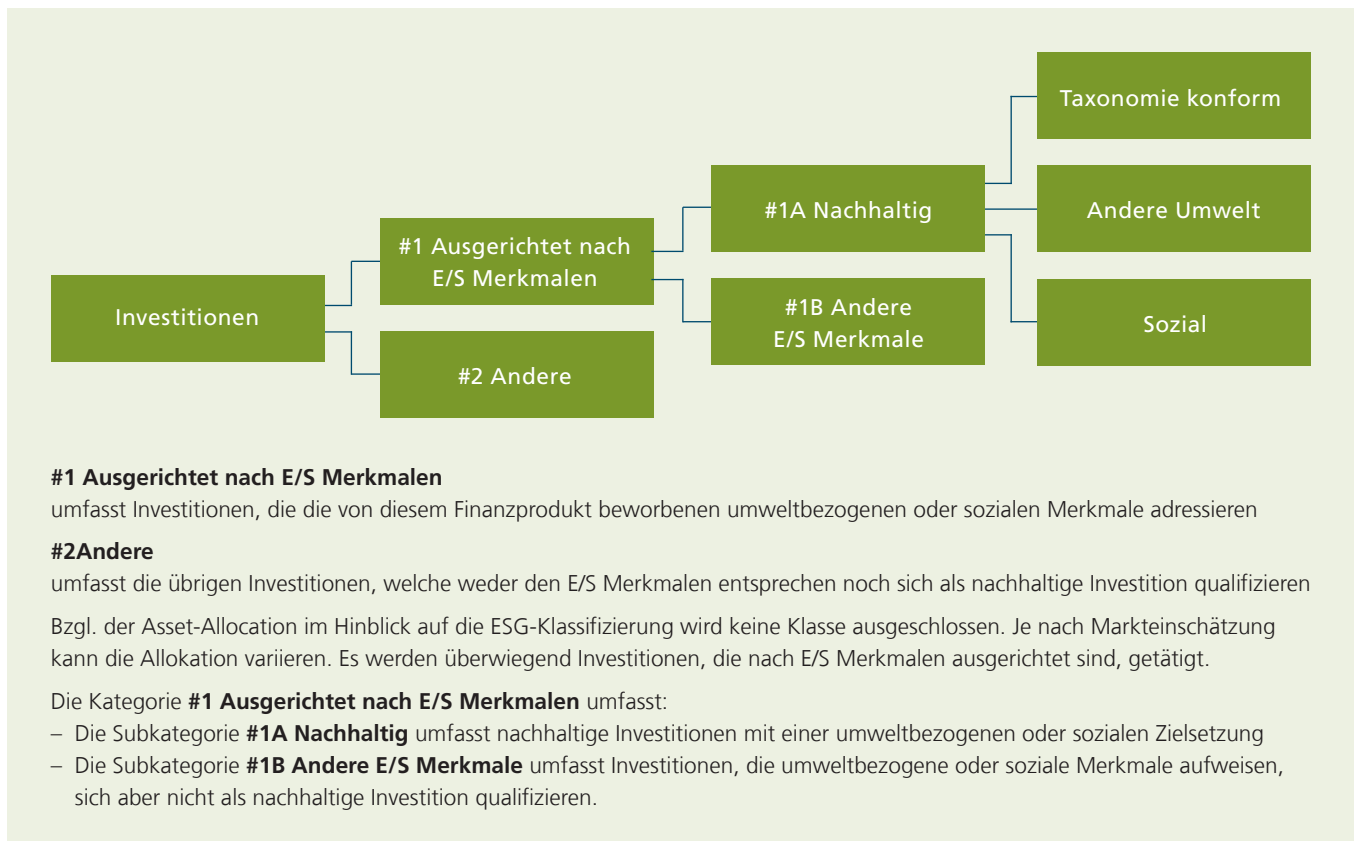 Taxonomie konform
#1A Nachhaltig
Andere Umwelt
#1 Ausgerichtet nach
E/S Merkmalen
Investitionen
#1B Andere
E/S Merkmale
Sozial
#2 Andere
#1 Ausgerichtet nach E/S Merkmalen
umfasst Investitionen, die die von diesem Finanzprodukt beworbenen umweltbezogenen oder sozialen Merkmale adressieren
#2Andere
umfasst die übrigen Investitionen, welche weder den E/S Merkmalen entsprechen noch sich als nachhaltige Investition qualifizieren
Bzgl. der Asset-Allocation im Hinblick auf die ESG-Klassifizierung wird keine Klasse ausgeschlossen. Je nach Markteinschätzung
kann die Allokation variieren. Es werden überwiegend Investitionen, die nach E/S Merkmalen ausgerichtet sind, getätigt.
Die Kategorie #1 Ausgerichtet nach E/S Merkmalen umfasst:
– Die Subkategorie #1A Nachhaltig umfasst nachhaltige Investitionen mit einer umweltbezogenen oder sozialen Zielsetzung
– Die Subkategorie #1B Andere E/S Merkmale umfasst Investitionen, die umweltbezogene oder soziale Merkmale aufweisen,
sich aber nicht als nachhaltige Investition qualifizieren.